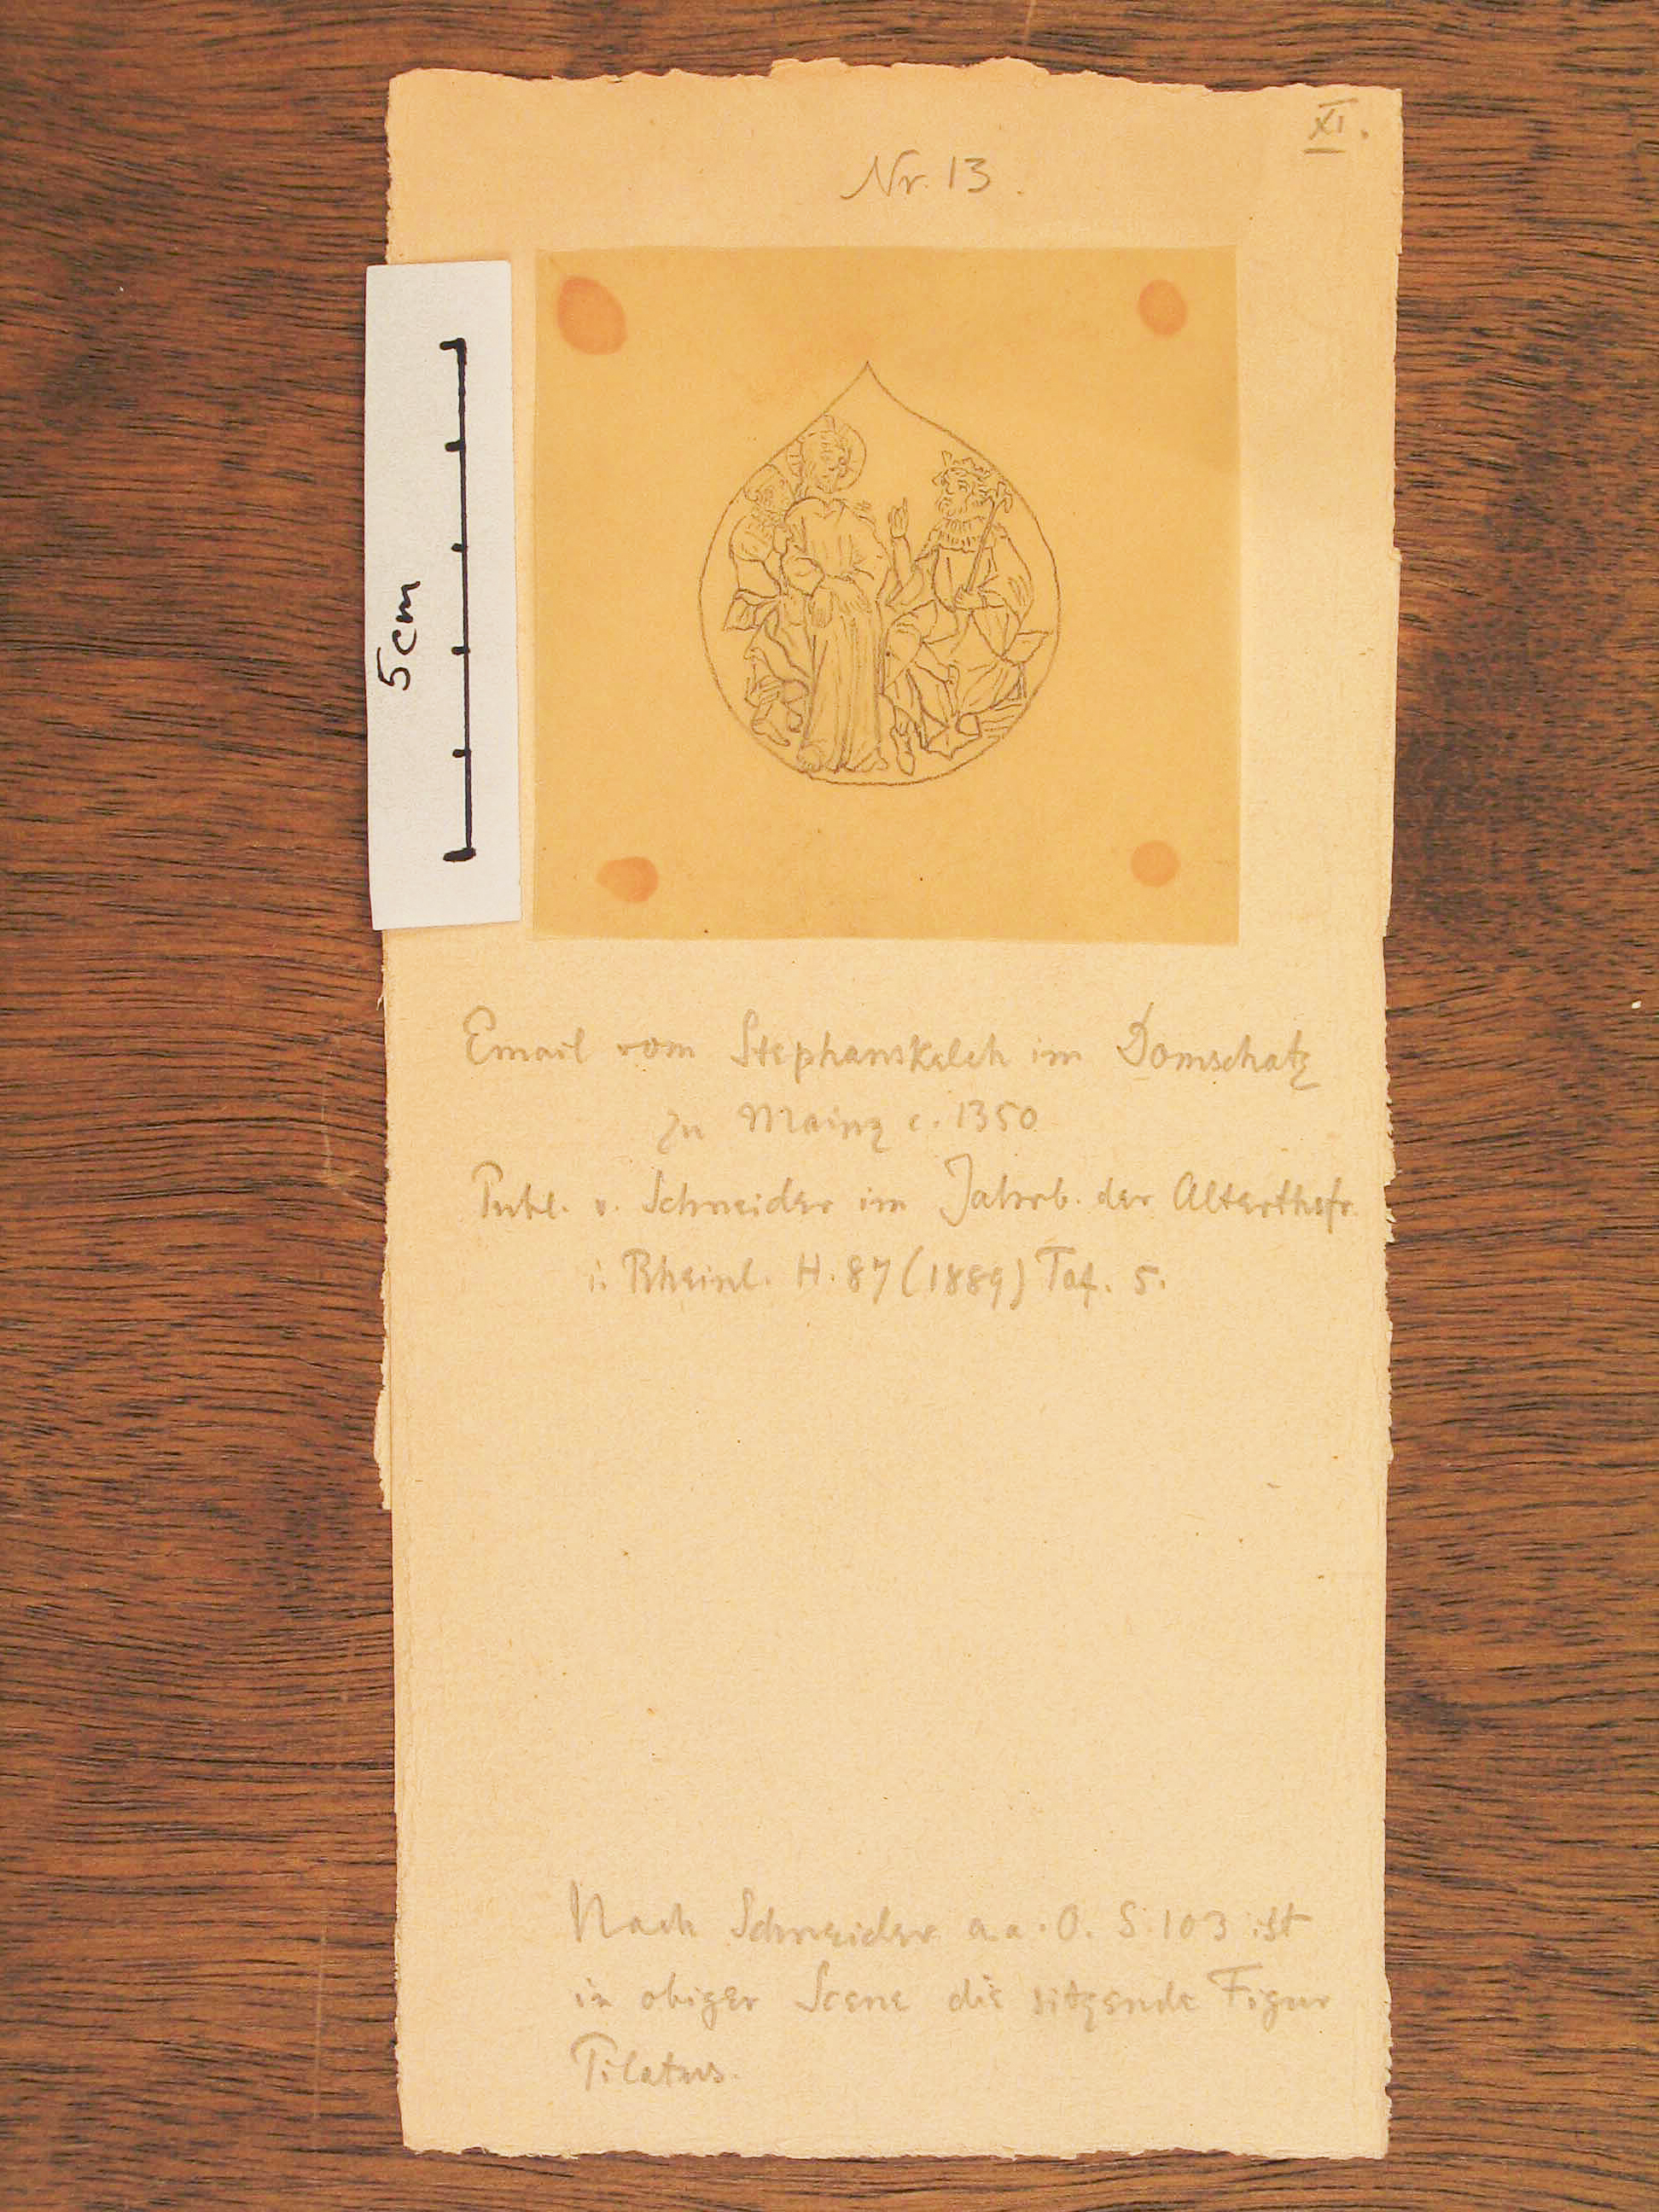 XI.
Nr. 13.
5cm
Email vom Stephanskelch im Domschatz
zu Mainz c. 1350
Publ. v. Schneider im Jahrb. der Alterthsfr.
i. Rheinl. H. 87 (1889) Taf. 5.
Nach Schneider a.a.O. S. 103 ist
in obiger Scene die sitzende Figur
Pilatus.